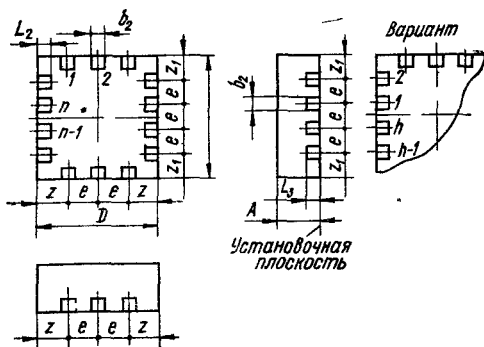 L₂
b₂
1
2
n
n-1
z₁
e
e
e
z₁
z e e z
D
b₂
z₁
e
e
e
z₁
L₃
A
Установочная
плоскость
Вариант
2
1
h
h-1
z e e z